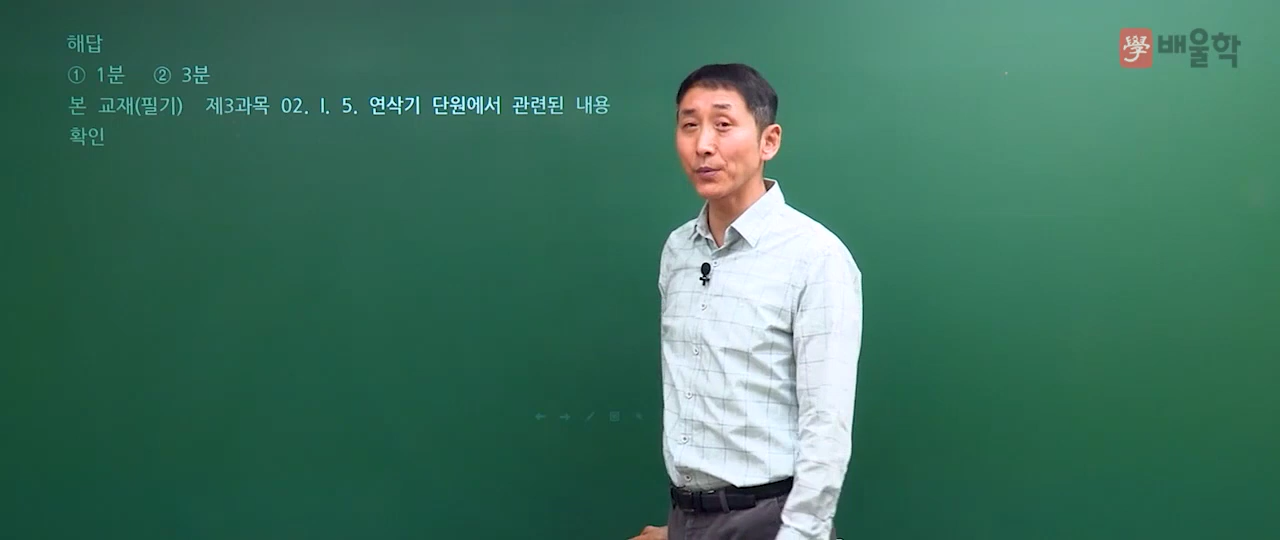 해답
① 1분 ② 3분
본 교재(필기) 제3과목 02. I. 5. 연삭기 단원에서 관련된 내용
확인
學 배울학